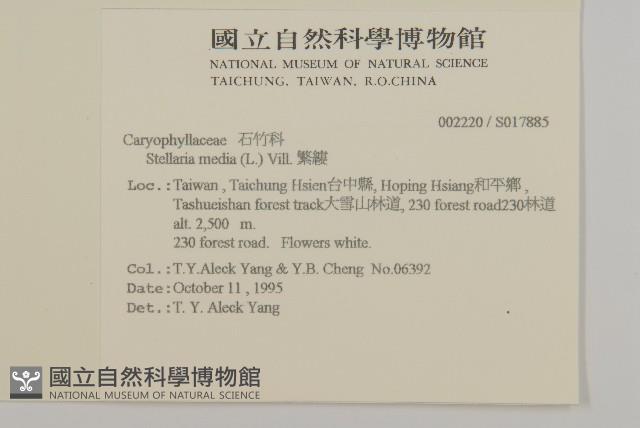 國立自然科學博物館
NATIONAL MUSEUM OF NATURAL SCIENCE
TAICHUNG, TAIWAN, R.O.CHINA
002220 / S017885
Caryophyllaceae 石竹科
Stellaria media (L.) Vill. 繁縷
Loc.:Taiwan , Taichung Hsien台中縣, Hoping Hsiang和平鄉 ,
Tashueishan forest track大雪山林道, 230 forest road230林道
alt. 2,500 m.
230 forest road. Flowers white.
Col.:T.Y.Aleck Yang & Y.B. Cheng No.06392
Date:October 11 , 1995
Det.:T. Y. Aleck Yang
國立自然科學博物館
NATIONAL MUSEUM OF NATURAL SCIENCE